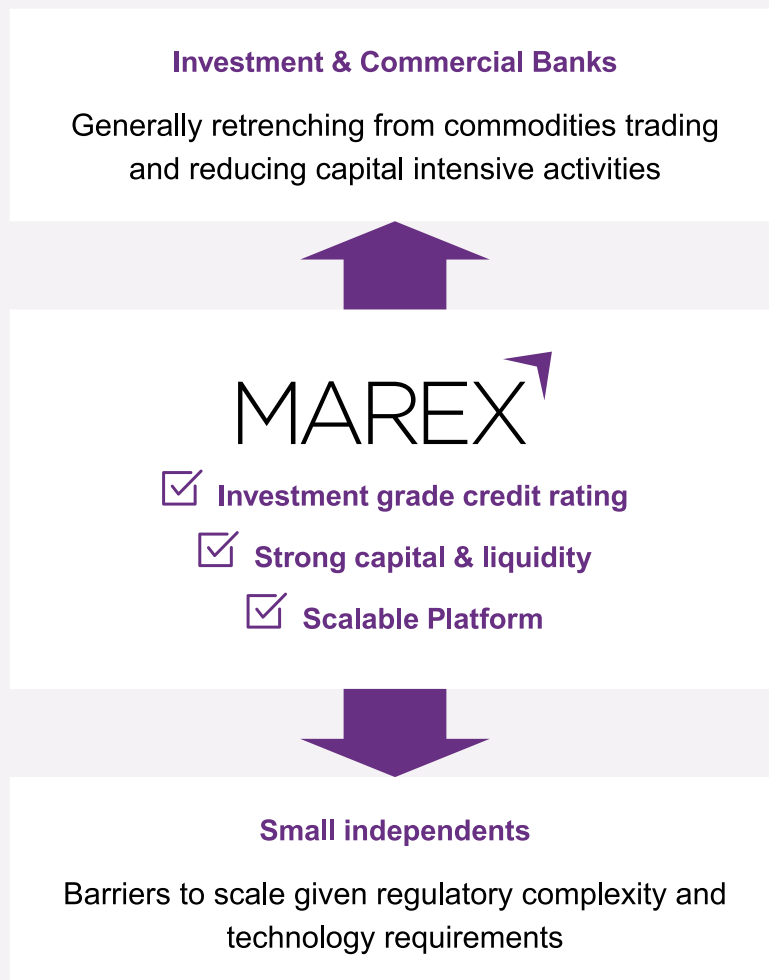 Investment & Commercial Banks
Generally retrenching from commodities trading
and reducing capital intensive activities
MAREX
Investment grade credit rating
Strong capital & liquidity
Scalable Platform
Small independents
Barriers to scale given regulatory complexity and
technology requirements